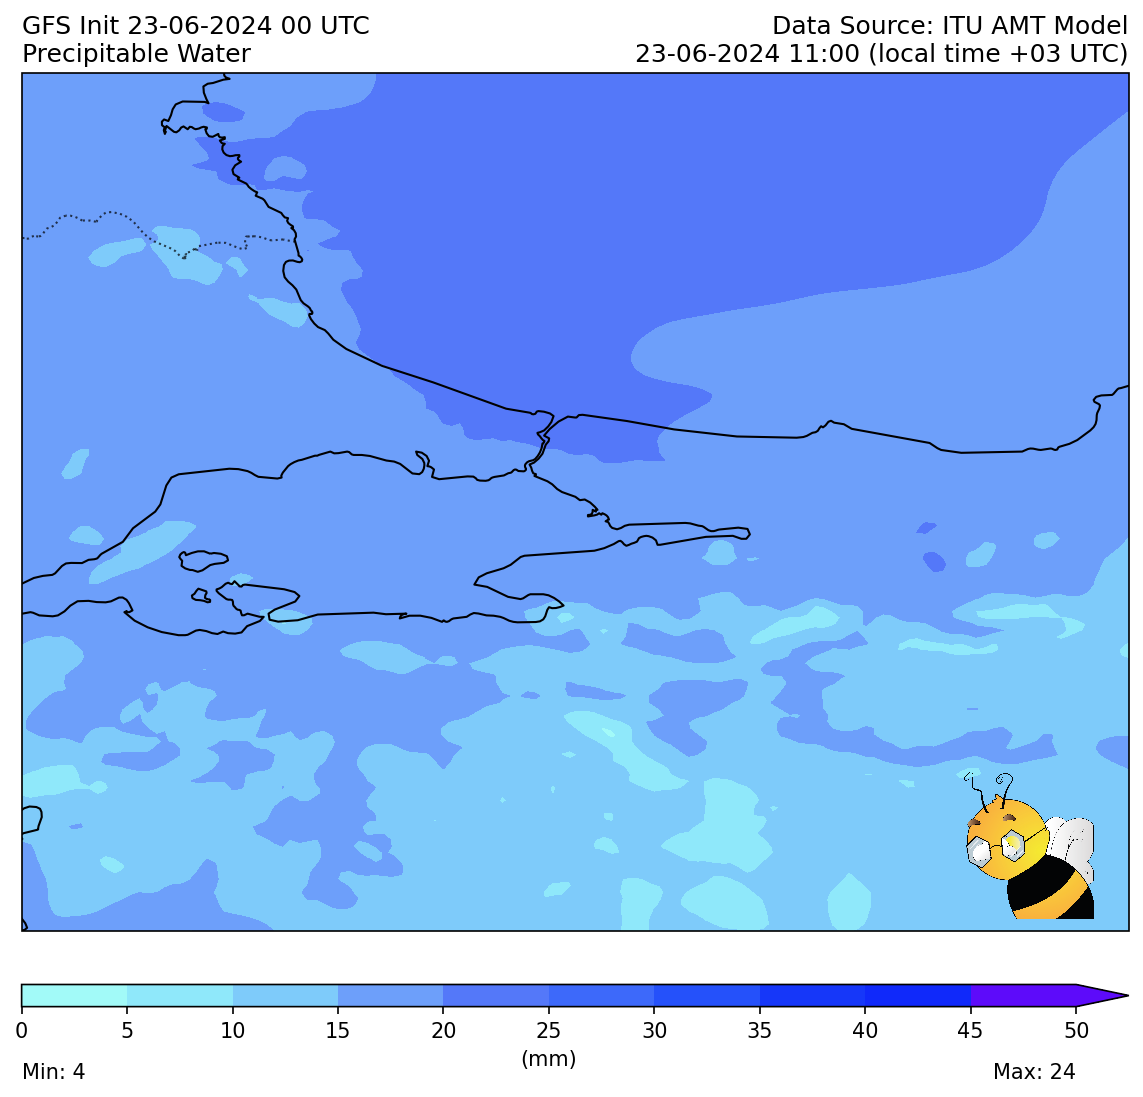 GFS Init 23-06-2024 00 UTC
Data Source: ITU AMT Model
Precipitable Water
23-06-2024 11:00 (local time +03 UTC)
0 5 10 15 20 25 30 35 40 45 50
(mm)
Min: 4
Max: 24